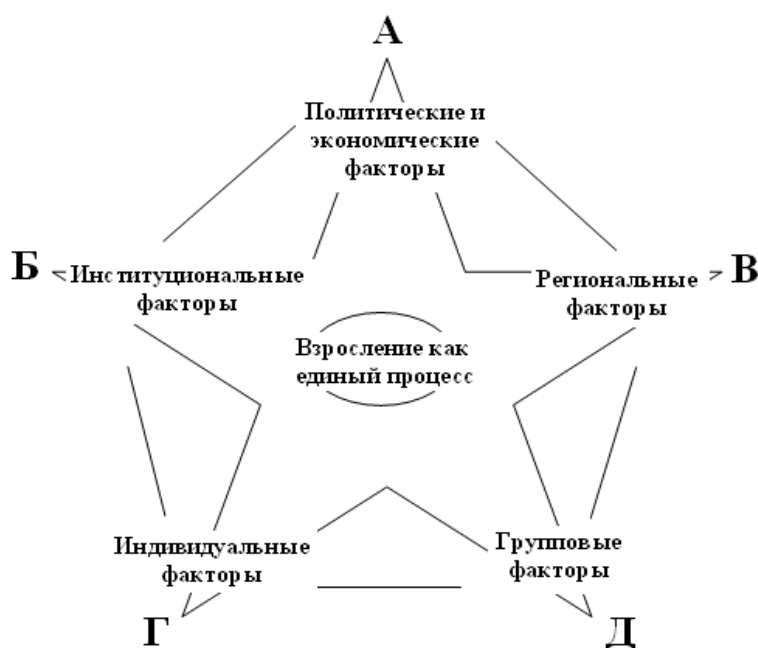 А
Политические и
экономические
факторы
Б
Институциональные
факторы
Региональные
факторы
В
Взросление как
единый процесс
Индивидуальные
факторы
Групповые
факторы
Г
Д